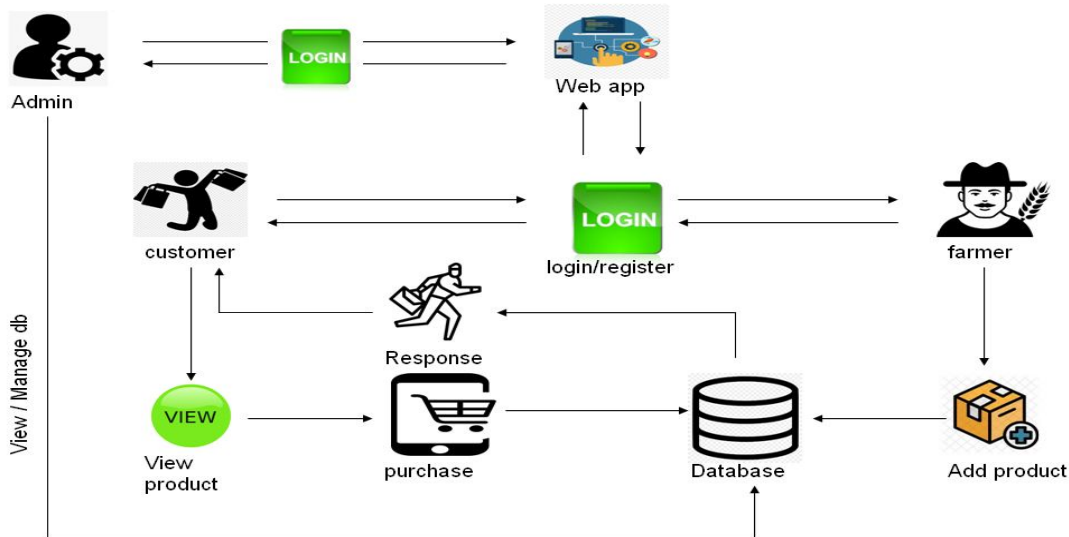 LOGIN
Admin
Web app
LOGIN
customer
login/register
farmer
Response
View / Manage db
VIEW
View
product
purchase
Database
Add product